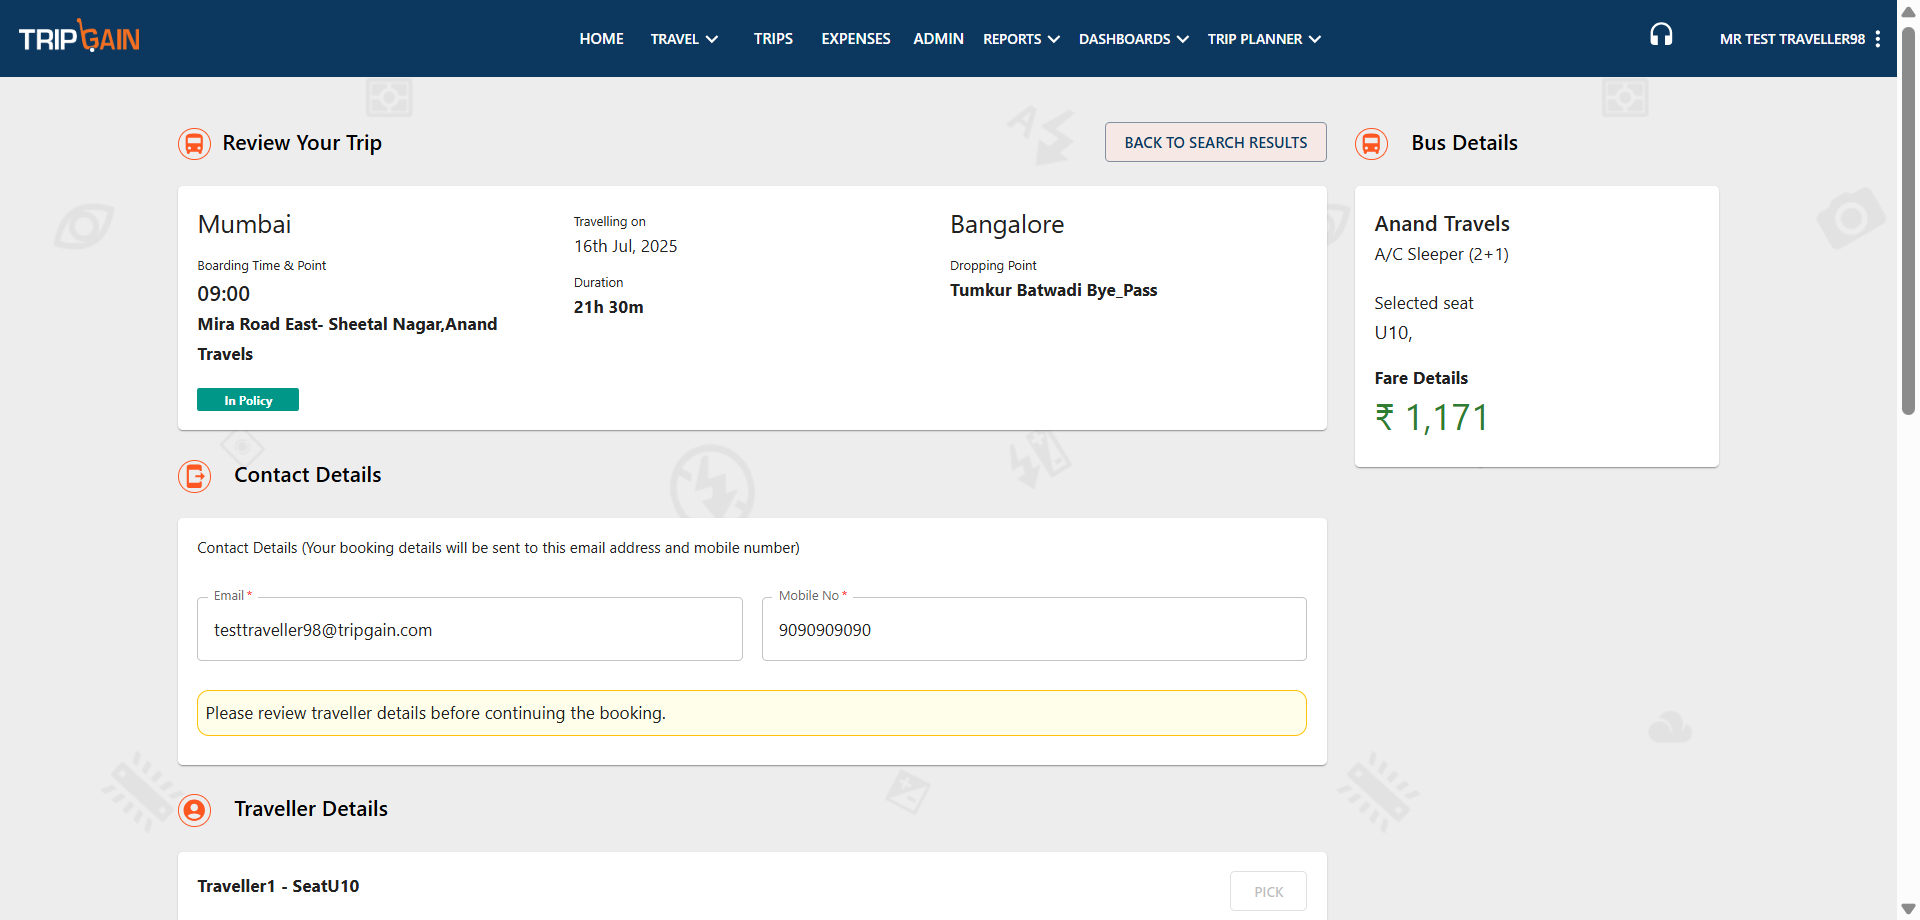 TRIPGAIN
HOME
TRAVEL
TRIPS
EXPENSES
ADMIN
REPORTS
DASHBOARDS
TRIP PLANNER
MR TEST TRAVELLER98
Review Your Trip
BACK TO SEARCH RESULTS
Mumbai
Boarding Time & Point
09:00
Mira Road East- Sheetal Nagar,Anand
Travels
In Policy
Travelling on
16th Jul, 2025
Duration
21h 30m
Bangalore
Dropping Point
Tumkur Batwadi Bye_Pass
Bus Details
Anand Travels
A/C Sleeper (2+1)
Selected seat
U10,
Fare Details
₹ 1,171
Contact Details
Contact Details (Your booking details will be sent to this email address and mobile number)
Email *
testtraveller98@tripgain.com
Mobile No *
9090909090
Please review traveller details before continuing the booking.
Traveller Details
Traveller1 - SeatU10
PICK